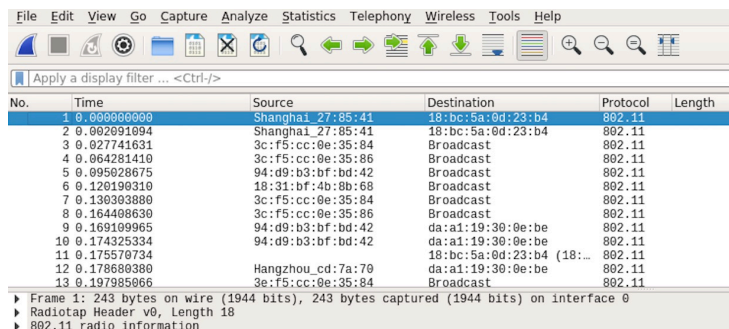 File Edit View Go Capture Analyze Statistics Telephony Wireless Tools Help
Apply a display filter ... <Ctrl-/>
No. Time Source Destination Protocol Length
1 0.000000000 Shanghai_27:85:41 18:bc:5a:0d:23:b4 802.11
2 0.002091094 Shanghai_27:85:41 18:bc:5a:0d:23:b4 802.11
3 0.027741631 3c:f5:cc:0e:35:84 Broadcast 802.11
4 0.064281410 3c:f5:cc:0e:35:86 Broadcast 802.11
5 0.095028675 94:d9:b3:bf:bd:42 Broadcast 802.11
6 0.120190310 18:31:bf:4b:8b:68 Broadcast 802.11
7 0.130303880 3c:f5:cc:0e:35:84 Broadcast 802.11
8 0.164408630 3c:f5:cc:0e:35:86 Broadcast 802.11
9 0.169109965 94:d9:b3:bf:bd:42 da:a1:19:30:0e:be 802.11
10 0.174325334 94:d9:b3:bf:bd:42 da:a1:19:30:0e:be 802.11
11 0.175570734 18:bc:5a:0d:23:b4 (18:… 802.11
12 0.178680380 Hangzhou_cd:7a:70 da:a1:19:30:0e:be 802.11
13 0.197985066 3e:f5:cc:0e:35:84 Broadcast 802.11
Frame 1: 243 bytes on wire (1944 bits), 243 bytes captured (1944 bits) on interface 0
Radiotap Header v0, Length 18
802.11 radio information